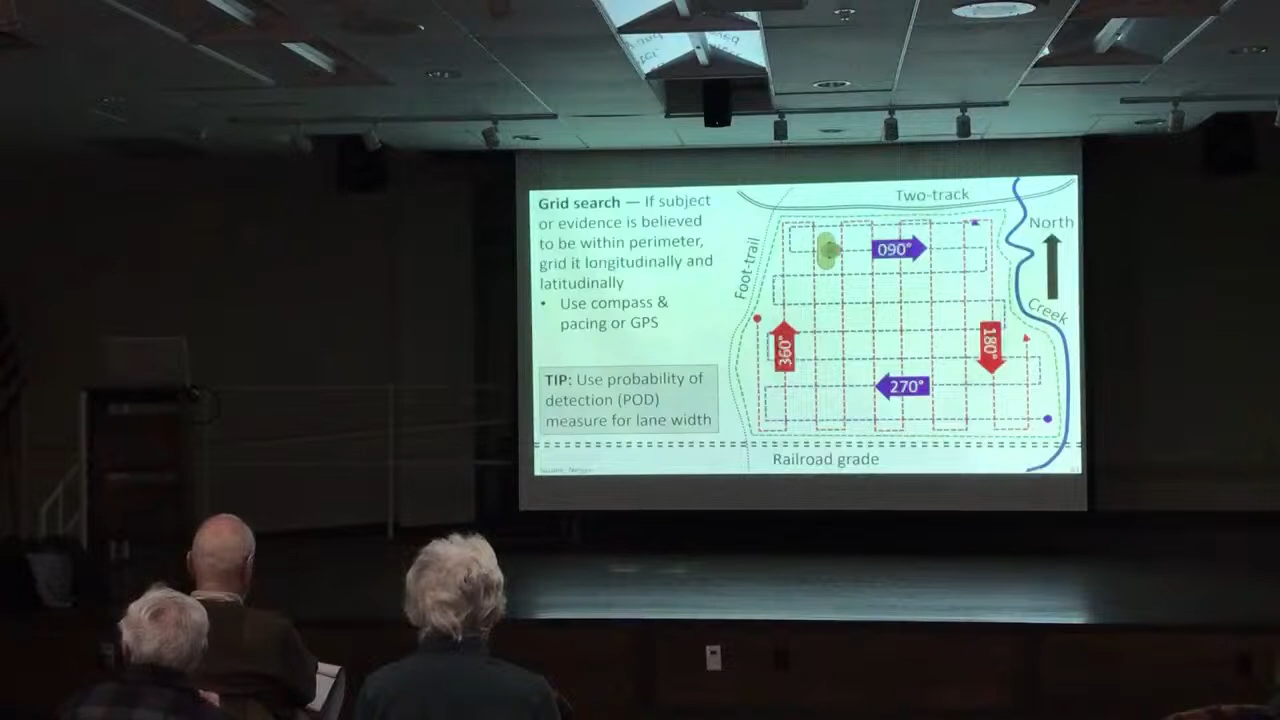 Grid search — If subject
or evidence is believed
to be within perimeter,
grid it longitudinally and
latitudinally
• Use compass &
pacing or GPS
TIP: Use probability of
detection (POD)
measure for lane width
Two-track
North
090°
Foot-trail
Creek
360°
180°
270°
Railroad grade